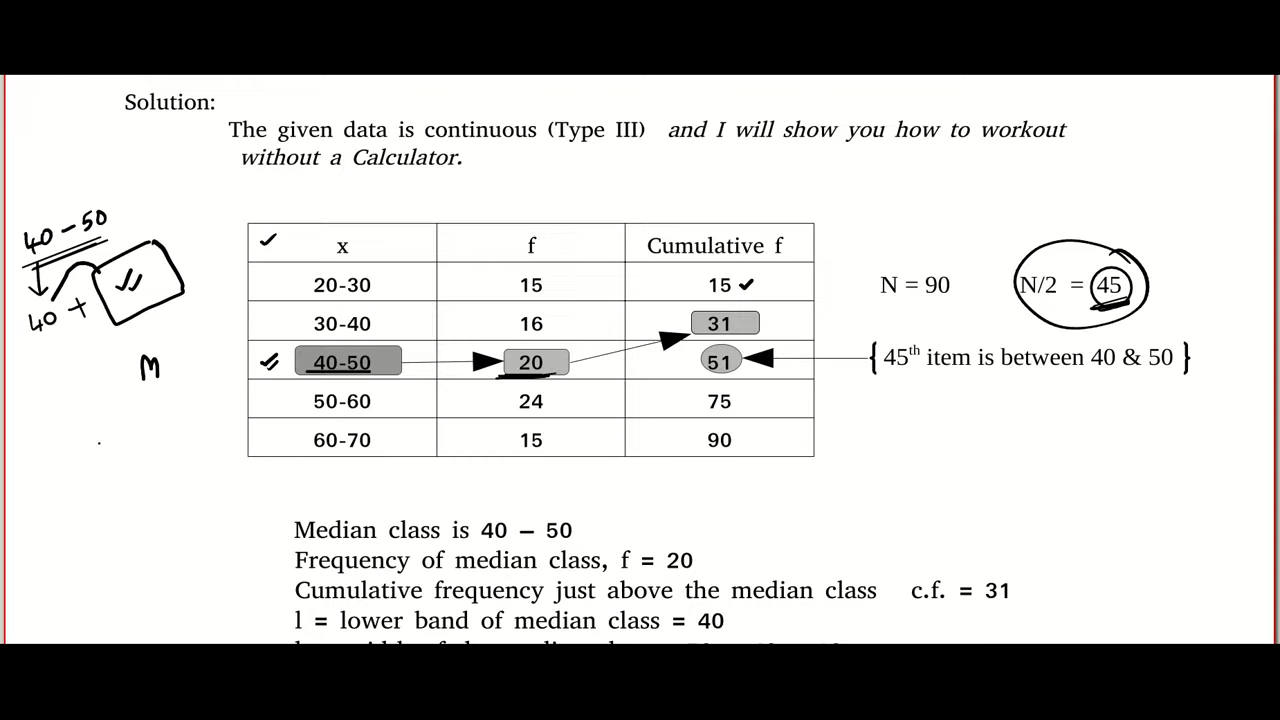 Solution:
The given data is continuous (Type III) and I will show you how to workout
without a Calculator.
40-50
40 +
M
x f Cumulative f
20-30 15 15
30-40 16 31
40-50 20 51
50-60 24 75
60-70 15 90
N = 90 N/2 = 45
{ 45th item is between 40 & 50 }
Median class is 40 – 50
Frequency of median class, f = 20
Cumulative frequency just above the median class c.f. = 31
l = lower band of median class = 40